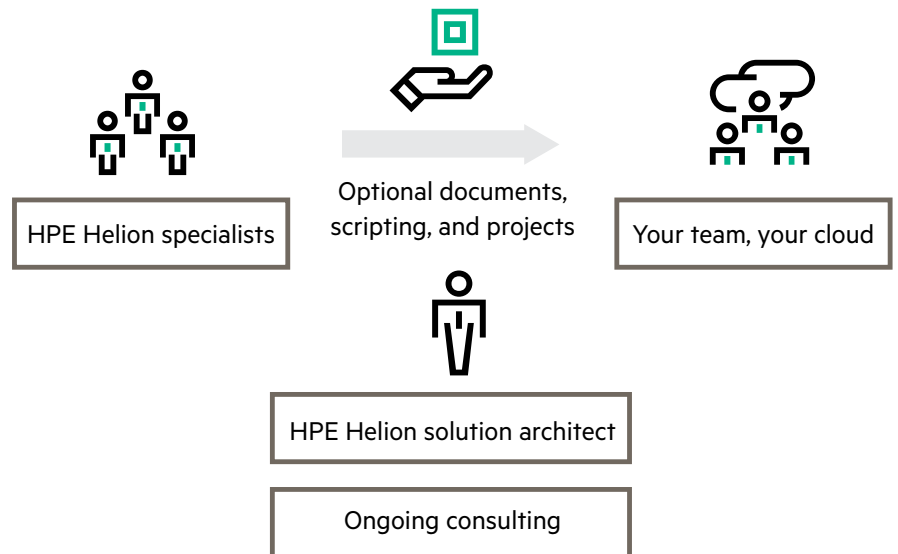 Optional documents,
scripting, and projects
HPE Helion specialists
Your team, your cloud
HPE Helion solution architect
Ongoing consulting